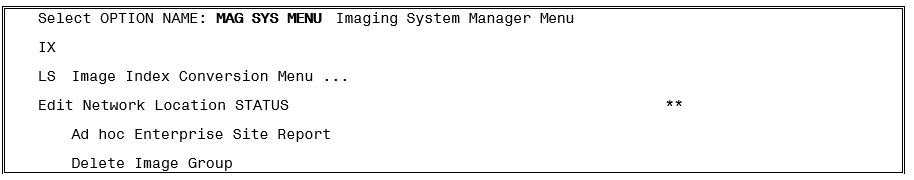 Select OPTION NAME: MAG SYS MENU Imaging System Manager Menu
IX
LS Image Index Conversion Menu ...
Edit Network Location STATUS **
Ad hoc Enterprise Site Report
Delete Image Group